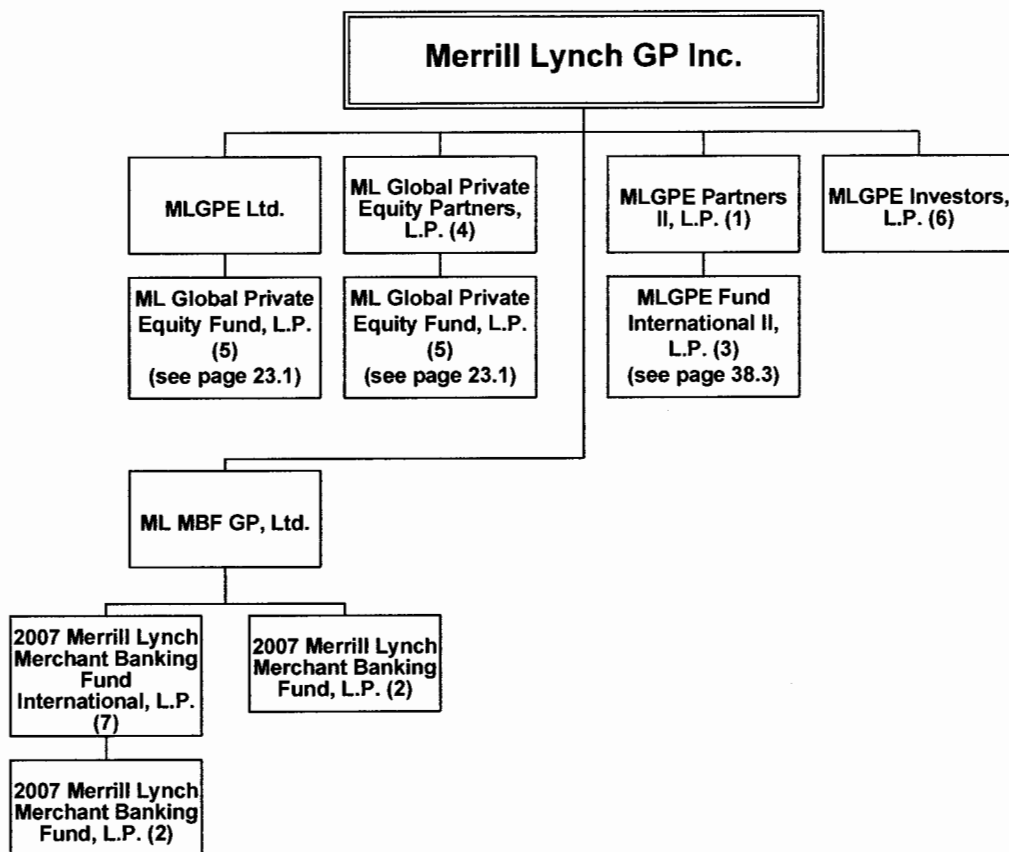 Merrill Lynch GP Inc.
MLGPE Ltd.
ML Global Private
Equity Partners,
L.P. (4)
MLGPE Partners
II, L.P. (1)
MLGPE Investors,
L.P. (6)
ML Global Private
Equity Fund, L.P.
(5)
(see page 23.1)
ML Global Private
Equity Fund, L.P.
(5)
(see page 23.1)
MLGPE Fund
International II,
L.P. (3)
(see page 38.3)
ML MBF GP, Ltd.
2007 Merrill Lynch
Merchant Banking
Fund
International, L.P.
(7)
2007 Merrill Lynch
Merchant Banking
Fund, L.P. (2)
2007 Merrill Lynch
Merchant Banking
Fund, L.P. (2)